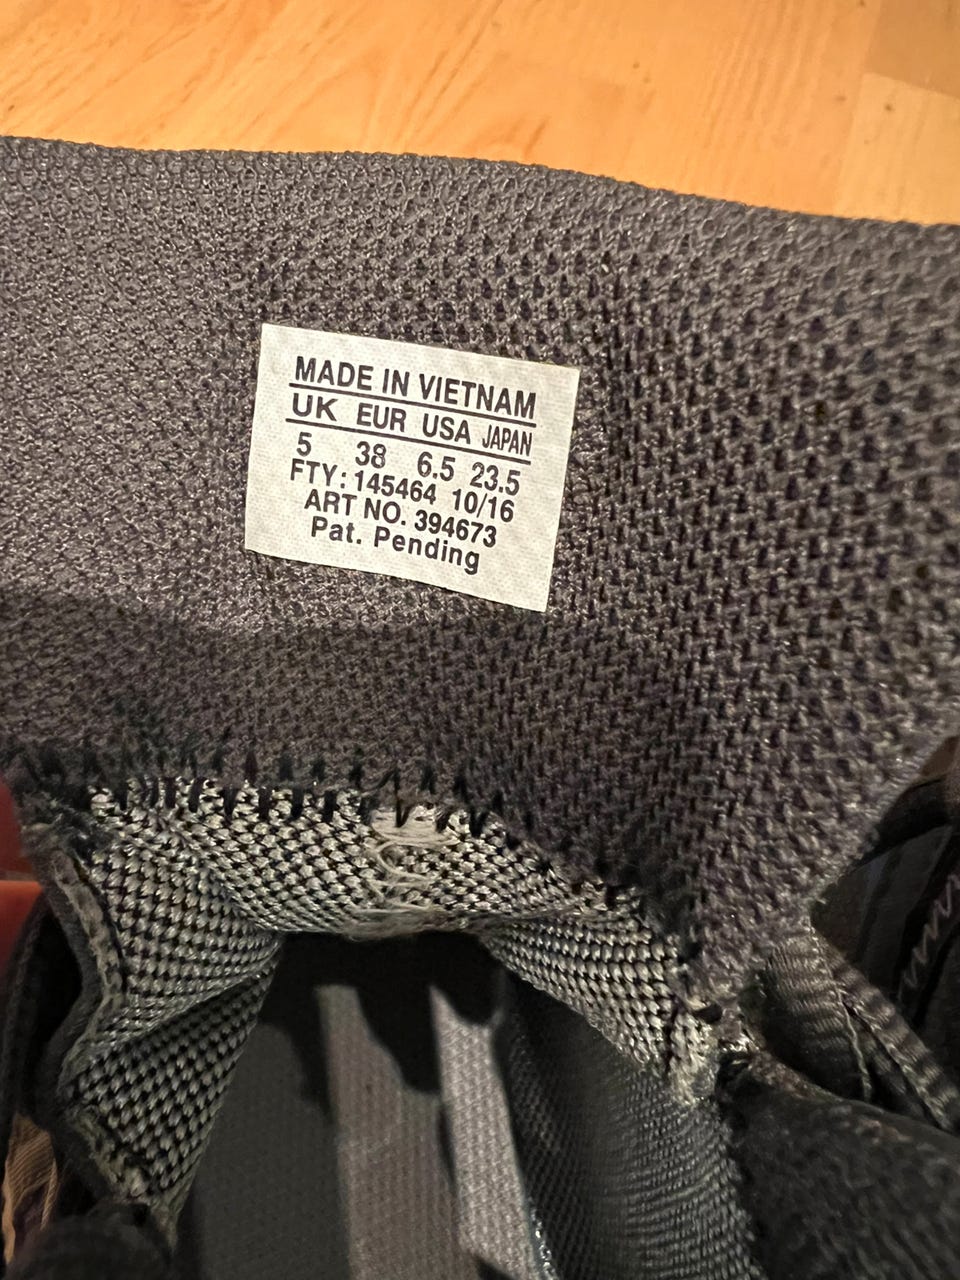 MADE IN VIETNAM
UK EUR USA JAPAN
5 38 6.5 23.5
FTY: 145464 10/16
ART NO. 394673
Pat. Pending